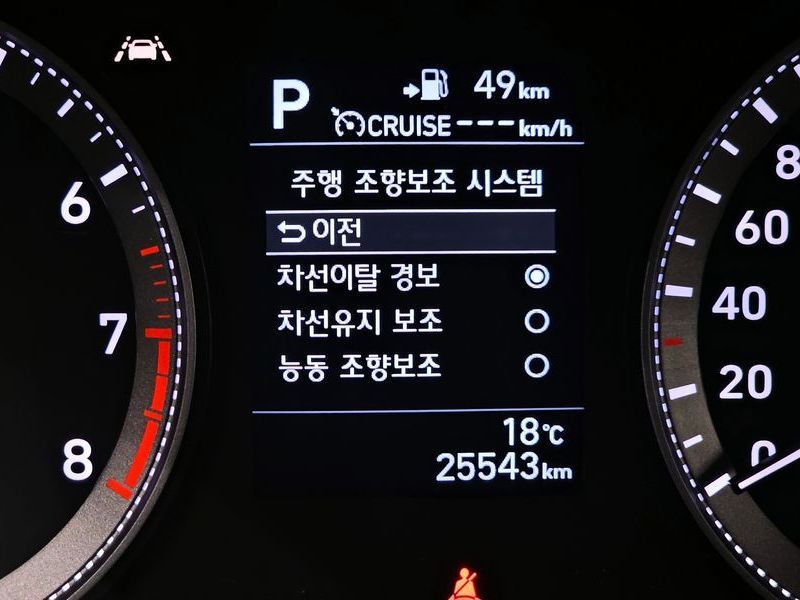 P
49km
CRUISE ---km/h
주행 조향보조 시스템
이전
차선이탈 경보
차선유지 보조
능동 조향보조
18℃
25543km
6
7
8
8
60
40
20
0